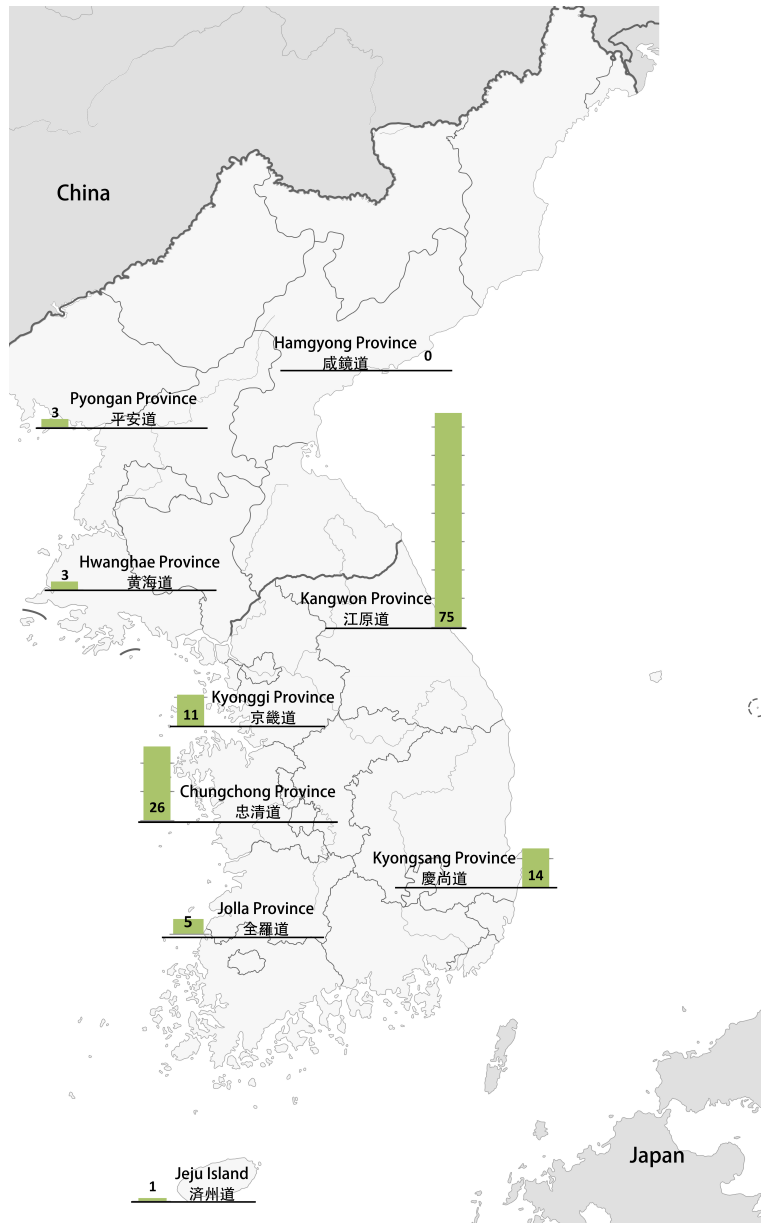 China
Hamgyong Province
0
咸鏡道
Pyongan Province
3
平安道
Hwanghae Province
3
黄海道
Kangwon Province
江原道
75
Kyonggi Province
京畿道
11
Chungchong Province
忠清道
26
Kyongsang Province
慶尚道
14
Jolla Province
全羅道
5
Jeju Island
済州道
1
Japan